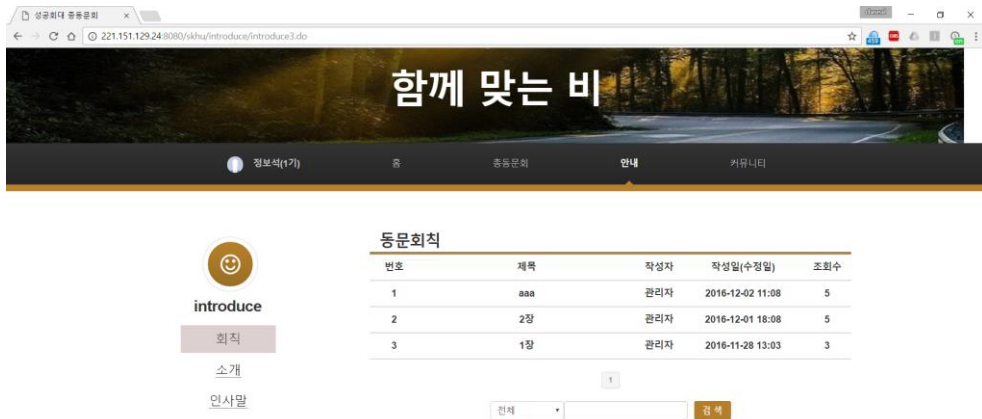 성공회대 총동문회
221.151.129.24:8080/skhu/introduce/introduce3.do
함께 맞는 비
정보석(1기) 홈 총동문회 안내 커뮤니티
동문회칙
번호 제목 작성자 작성일(수정일) 조회수
1 aaa 관리자 2016-12-02 11:08 5
2 2장 관리자 2016-12-01 18:08 5
3 1장 관리자 2016-11-28 13:03 3
introduce
회칙
소개
인사말
1
전체 검색